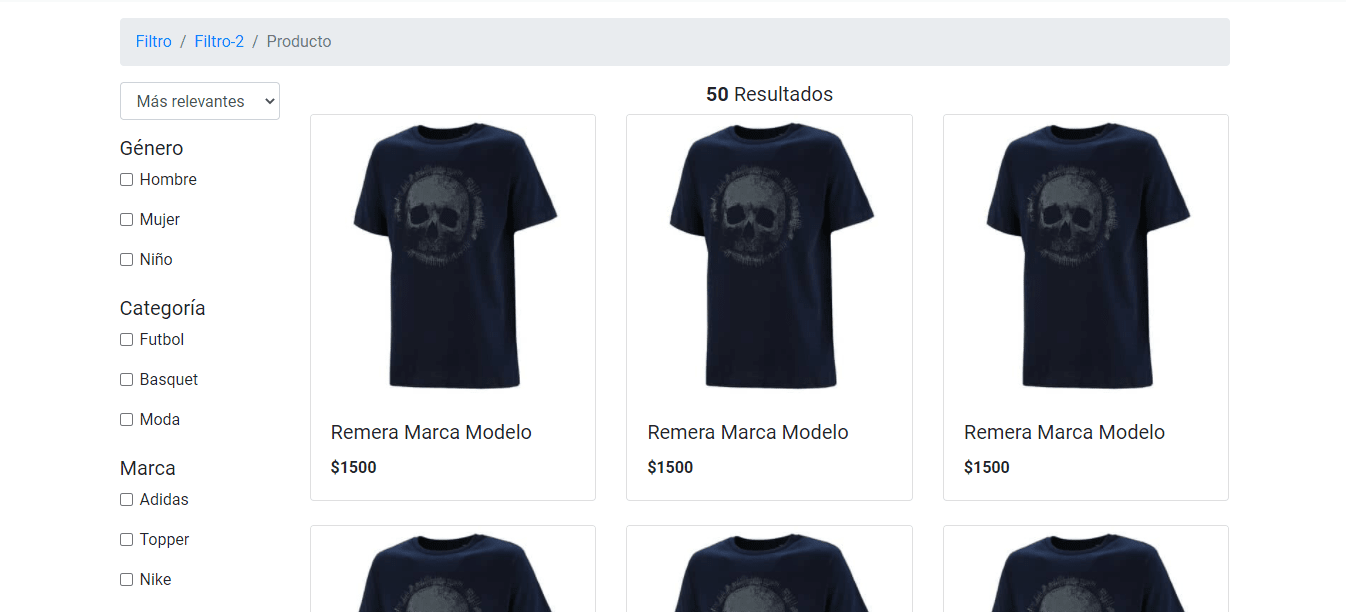 Filtro / Filtro-2 / Producto
Más relevantes
50 Resultados
Género
Hombre
Mujer
Niño
Categoría
Futbol
Basquet
Moda
Marca
Adidas
Topper
Nike
Remera Marca Modelo
$1500
Remera Marca Modelo
$1500
Remera Marca Modelo
$1500